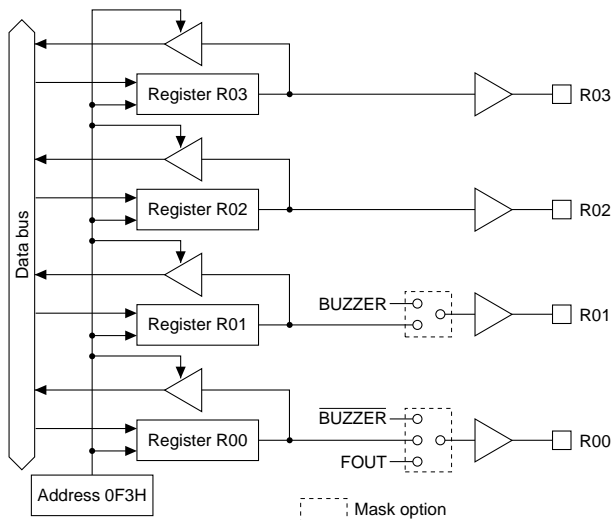 Data bus
Register R03
R03
Register R02
R02
BUZZER
Register R01
R01
B̅U̅Z̅Z̅E̅R̅
Register R00
R00
FOUT
Address 0F3H
Mask option